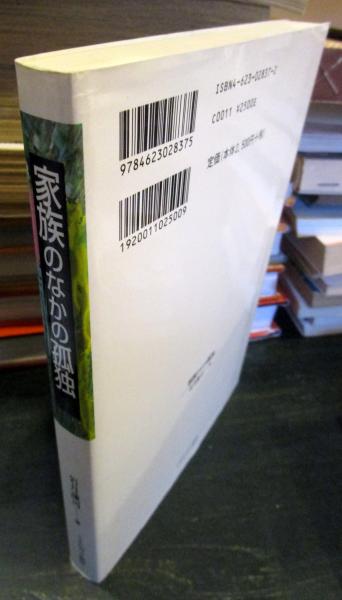 家族のなかの孤独
ISBN4-623-02837-2
C0011 ¥2500E
定価(本体2,500円+税)
9784623028375
1920011025009